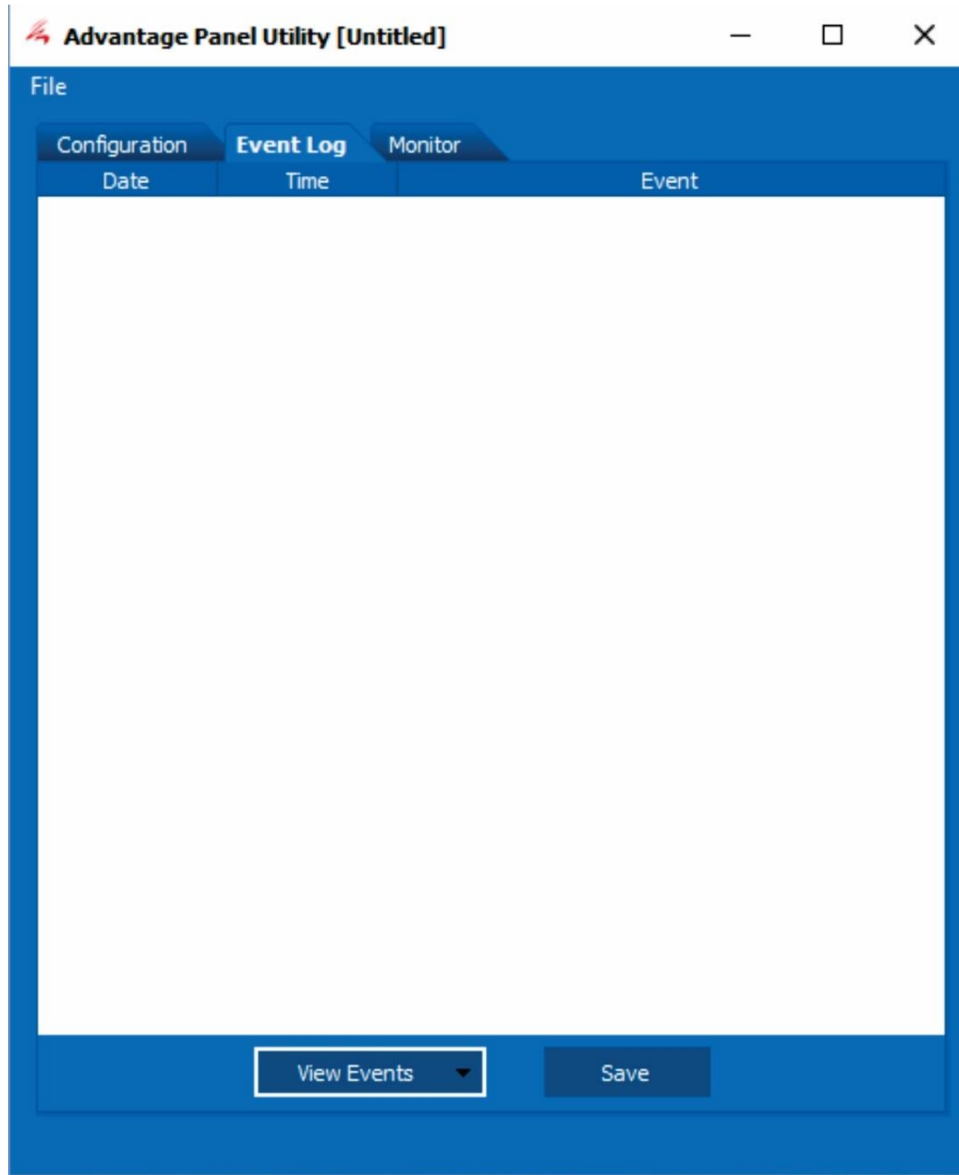 Advantage Panel Utility [Untitled]
File
Configuration Event Log Monitor
Date Time Event
View Events Save